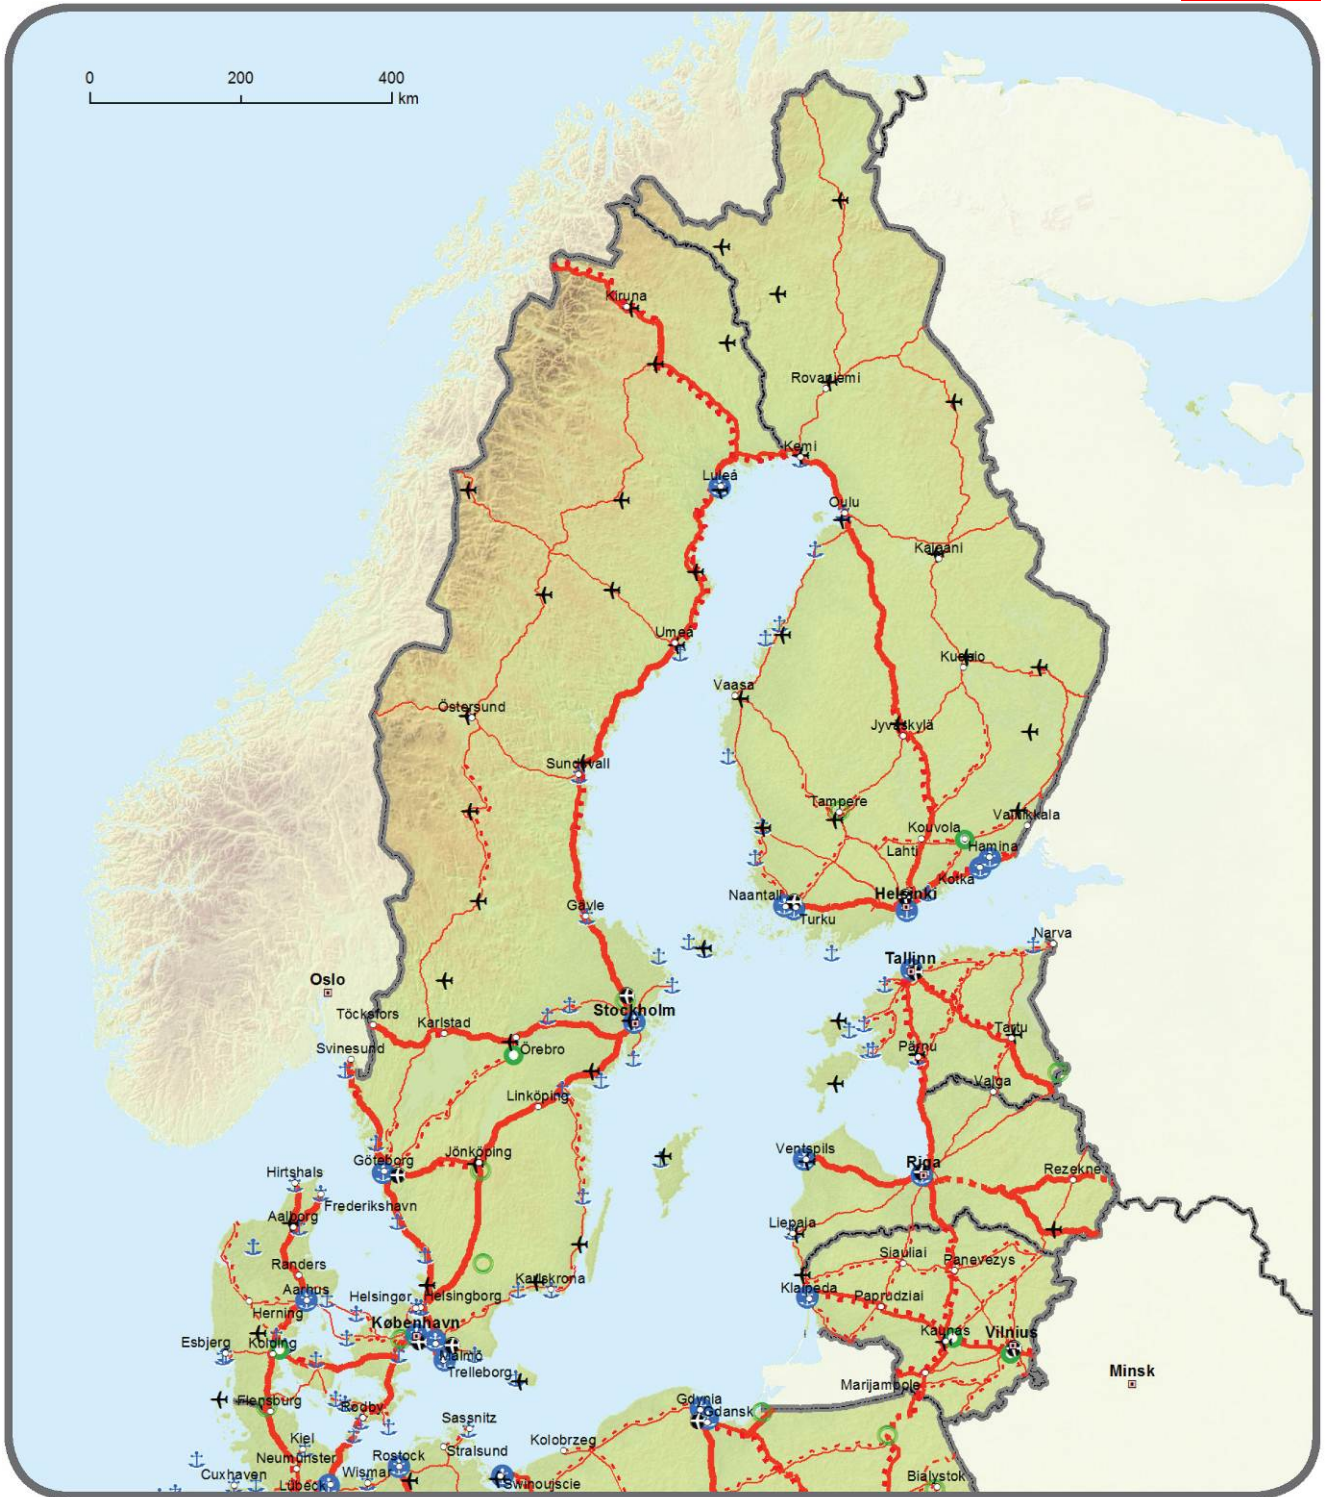 0 200 400
km
Kiruna
Rovaniemi
Kemi
Luleå
Oulu
Kajaani
Umeå
Kuopio
Vaasa
Östersund
Jyväskylä
Sundsvall
Tampere
Vainikkala
Kouvola
Lahti
Hamina
Kotka
Naantali
Helsinki
Gävle
Turku
Narva
Tallinn
Oslo
Stockholm
Töcksfors
Karlstad
Tartu
Svinesund
Örebro
Pärnu
Valga
Linköping
Ventspils
Jönköping
Göteborg
Riga
Rezekne
Hirtshals
Frederikshavn
Aalborg
Liepaja
Siauliai
Panevezys
Randers
Karlskrona
Aarhus
Helsingør
Helsingborg
Klaipeda
Paprudziai
Herning
København
Kaunas
Vilnius
Esbjerg
Kolding
Malmö
Trelleborg
Minsk
Marijampole
Flensburg
Rødby
Gdynia
Gdansk
Sassnitz
Kiel
Kolobrzeg
Stralsund
Neumünster
Rostock
Cuxhaven
Wismar
Bialystok
Lübeck
Swinoujscie